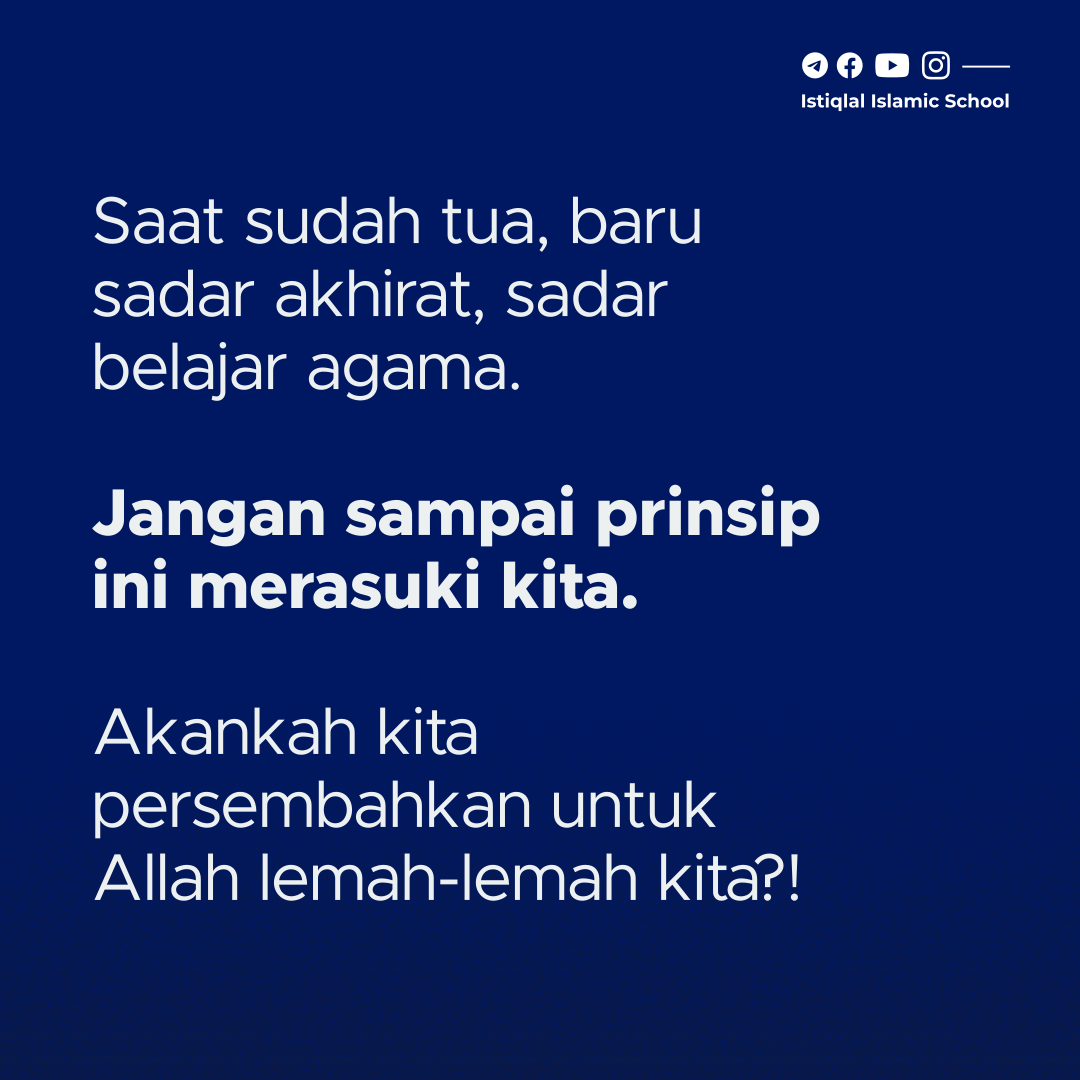 Istiqlal Islamic School
Saat sudah tua, baru
sadar akhirat, sadar
belajar agama.
Jangan sampai prinsip
ini merasuki kita.
Akankah kita
persembahkan untuk
Allah lemah-lemah kita?!